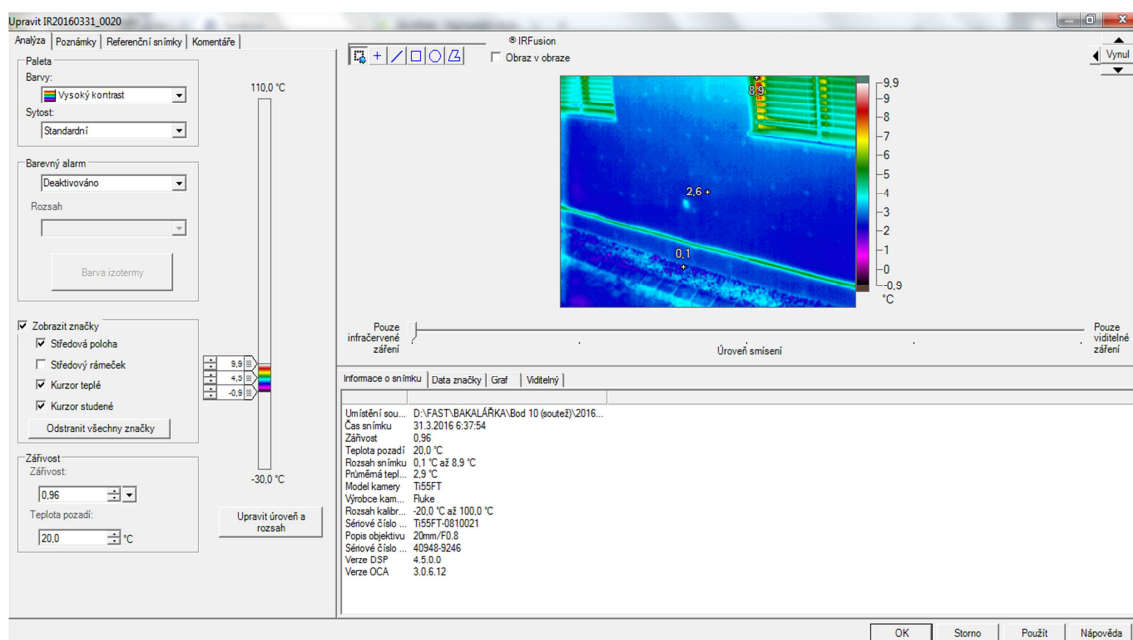 Upravit IR20160331_0020
Analýza Poznámky Referenční snímky Komentáře
Paleta
Barvy:
Vysoký kontrast
Sytost:
Standardní
Barevný alarm
Deaktivováno
Rozsah
Barva izotermy
Zobrazit značky
Středová poloha
Středový rámeček
Kurzor teplé
Kurzor studené
Odstranit všechny značky
Zářivost
Zářivost:
0,96
Teplota pozadí:
20,0 °C
110,0 °C
9,9
4,5
-0,9
-30,0 °C
Upravit úroveň a
rozsah
® IRFusion
Obraz v obraze
Vynul
8,9
2,6
0,1
9,9
9
8
7
6
5
4
3
2
1
0
-0,9
°C
Pouze
infračervené
záření
Úroveň smísení
Pouze
viditelné
záření
Informace o snímku Data značky Graf Viditelný
Umístění sou... D:\FAST\BAKALÁŘKA\Bod 10 (soutež)\2016...
Čas snímku 31.3.2016 6:37:54
Zářivost 0,96
Teplota pozadí 20,0 °C
Rozsah snímku 0,1 °C až 8,9 °C
Průměrná tepl... 2,9 °C
Model kamery Ti55FT
Výrobce kam... Fluke
Rozsah kalibr... -20,0 °C až 100,0 °C
Sériové číslo ... Ti55FT-0810021
Popis objektivu 20mm/F0.8
Sériové číslo ... 40948-9246
Verze DSP 4.5.0.0
Verze OCA 3.0.6.12
OK Storno Použít Nápověda